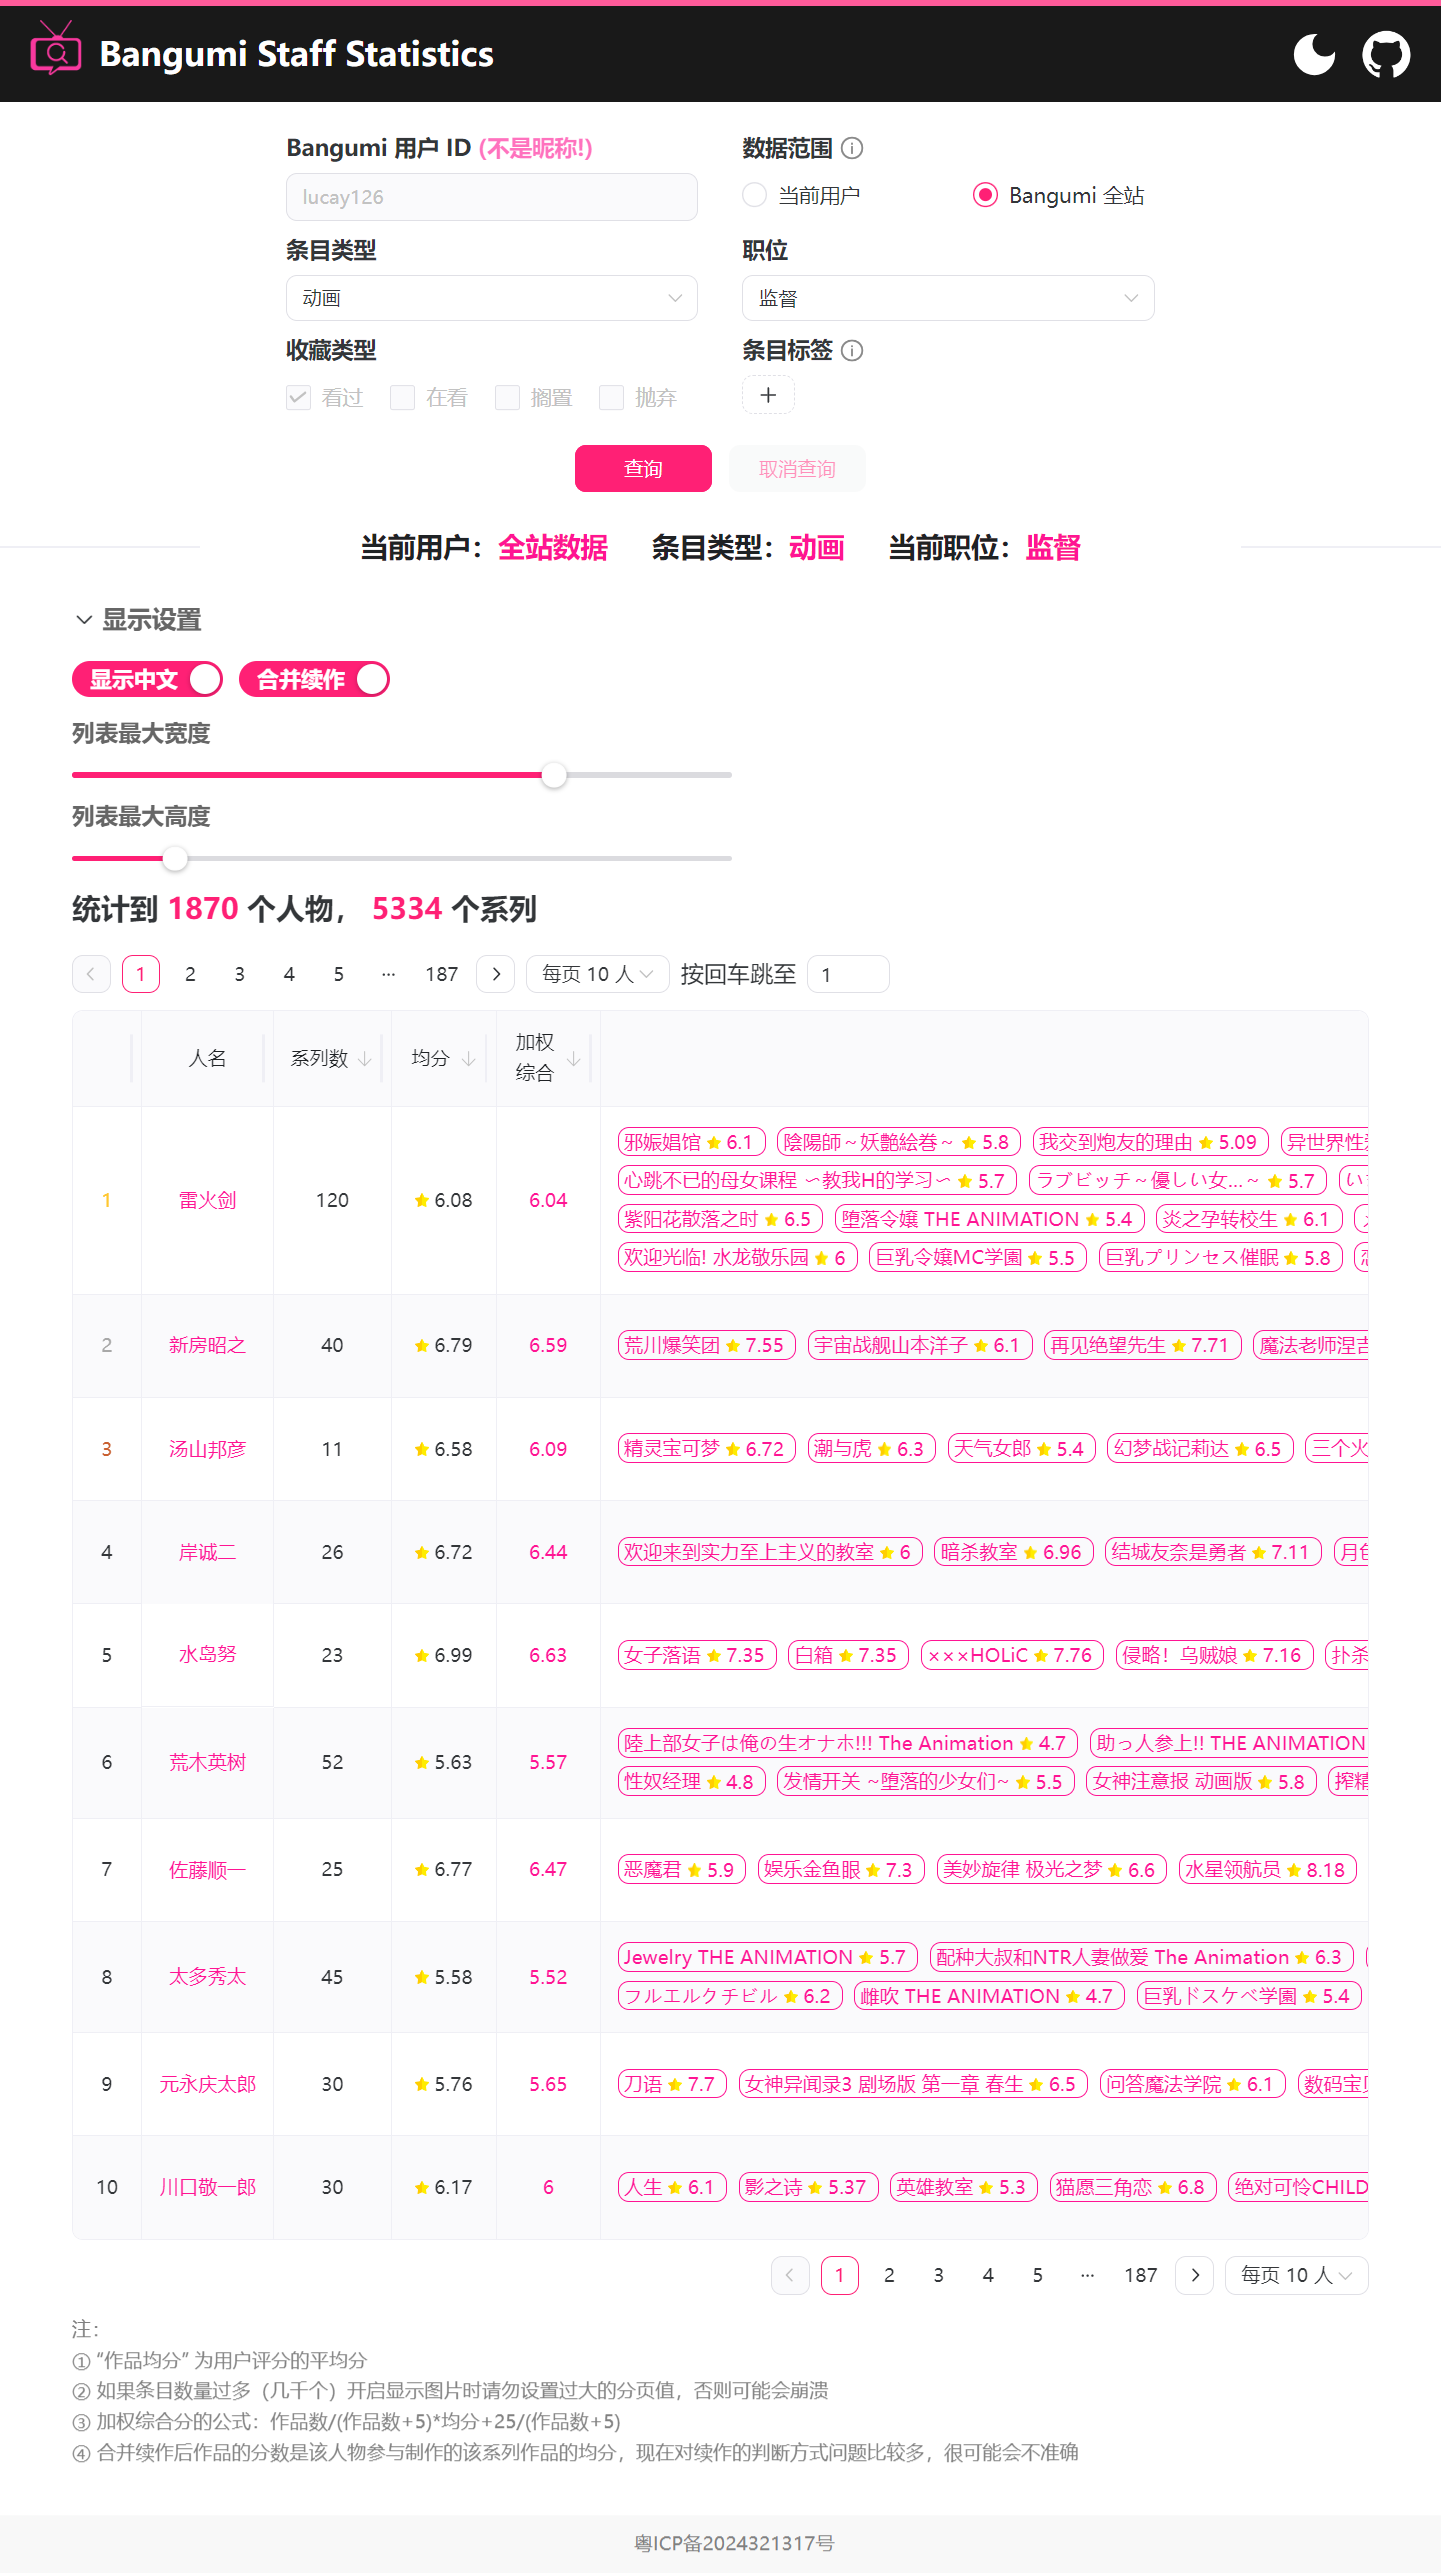 Bangumi Staff Statistics
Bangumi 用户 ID (不是昵称!)
数据范围
lucay126
当前用户
Bangumi 全站
条目类型
职位
动画
监督
收藏类型
条目标签
看过 在看 搁置 抛弃
+
查询
取消查询
当前用户：全站数据 条目类型：动画 当前职位：监督
显示设置
显示中文
合并续作
列表最大宽度
列表最大高度
统计到 1870 个人物， 5334 个系列
1 2 3 4 5 ··· 187 每页 10 人 按回车跳至 1
人名 系列数 均分 加权综合
1 雷火剑 120 6.08 6.04
邪娠娼馆 6.1 陰陽師～妖艶絵巻～ 5.8 我交到炮友的理由 5.09 异世界性
心跳不已的母女课程 ～教我H的学习～ 5.7 ラブビッチ～優しい女...～ 5.7 い
紫阳花散落之时 6.5 堕落令嬢 THE ANIMATION 5.4 炎之孕转校生 6.1
欢迎光临! 水龙敬乐园 6 巨乳令嬢MC学園 5.5 巨乳プリンセス催眠 5.8
2 新房昭之 40 6.79 6.59 荒川爆笑团 7.55 宇宙战舰山本洋子 6.1 再见绝望先生 7.71 魔法老师涅吉
3 汤山邦彦 11 6.58 6.09 精灵宝可梦 6.72 潮与虎 6.3 天气女郎 5.4 幻梦战记莉达 6.5 三个火
4 岸诚二 26 6.72 6.44 欢迎来到实力至上主义的教室 6 暗杀教室 6.96 结城友奈是勇者 7.11 月
5 水岛努 23 6.99 6.63 女子落语 7.35 白箱 7.35 ×××HOLiC 7.76 侵略！乌贼娘 7.16 扑杀
6 荒木英树 52 5.63 5.57
陸上部女子は俺の生オナホ!!! The Animation 4.7 助っ人参上!! THE ANIMATION
性奴经理 4.8 发情开关 ~堕落的少女们~ 5.5 女神注意报 动画版 5.8 搾精
7 佐藤顺一 25 6.77 6.47 恶魔君 5.9 娱乐金鱼眼 7.3 美妙旋律 极光之梦 6.6 水星领航员 8.18
8 太多秀太 45 5.58 5.52
Jewelry THE ANIMATION 5.7 配种大叔和NTR人妻做爱 The Animation 6.3
フルエルクチビル 6.2 雌吹 THE ANIMATION 4.7 巨乳ドスケベ学園 5.4
9 元永庆太郎 30 5.76 5.65 刀语 7.7 女神异闻录3 剧场版 第一章 春生 6.5 问答魔法学院 6.1 数码宝
10 川口敬一郎 30 6.17 6 人生 6.1 影之诗 5.37 英雄教室 5.3 猫愿三角恋 6.8 绝对可怜CHILD
1 2 3 4 5 ··· 187 每页 10 人
注：
① “作品均分” 为用户评分的平均分
② 如果条目数量过多（几千个）开启显示图片时请勿设置过大的分页值，否则可能会崩溃
③ 加权综合分的公式：作品数/(作品数+5)*均分+25/(作品数+5)
④ 合并续作后作品的分数是该人物参与制作的该系列作品的均分，现在对续作的判断方式问题比较多，很可能会不准确
粤ICP备2024321317号